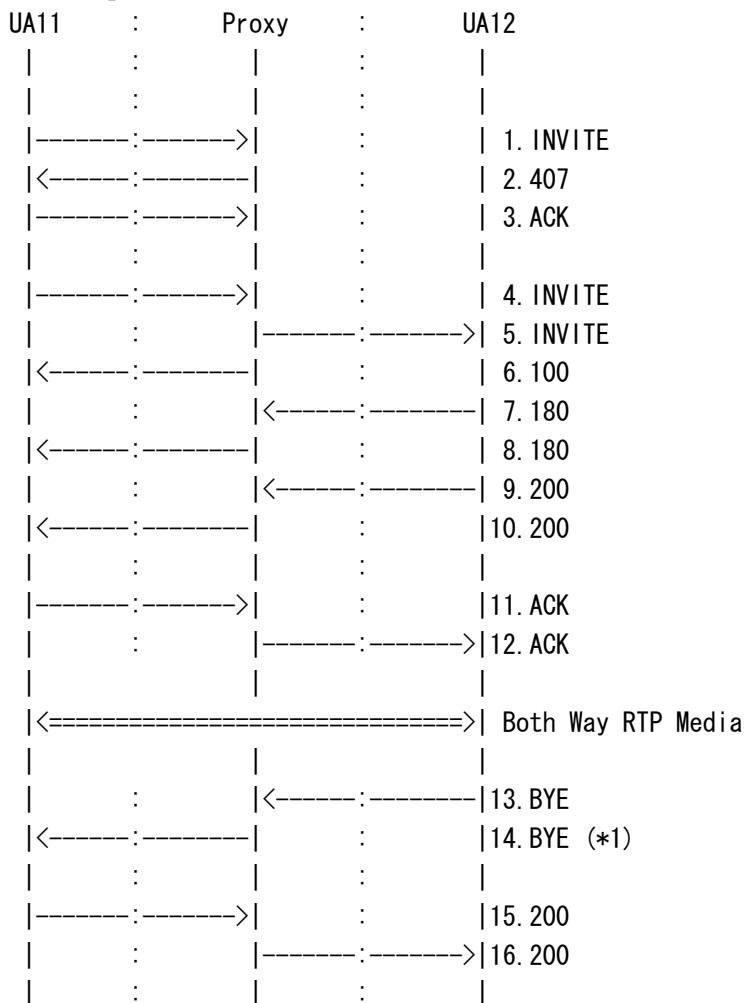 UA11 : Proxy : UA12
| : | : |
| : | : |
|-------:------->| : | 1. INVITE
|<------:--------| : | 2. 407
|-------:------->| : | 3. ACK
| : | : |
|-------:------->| : | 4. INVITE
| : |-------:------->| 5. INVITE
|<------:--------| : | 6. 100
| : |<------:--------| 7. 180
|<------:--------| : | 8. 180
| : |<------:--------| 9. 200
|<------:--------| : |10. 200
| : | : |
|-------:------->| : |11. ACK
| : |-------:------->|12. ACK
| | |
|<===============================>| Both Way RTP Media
| | |
| : |<------:--------|13. BYE
|<------:--------| : |14. BYE (*1)
| : | : |
|-------:------->| : |15. 200
| : |-------:------->|16. 200
| : | : |